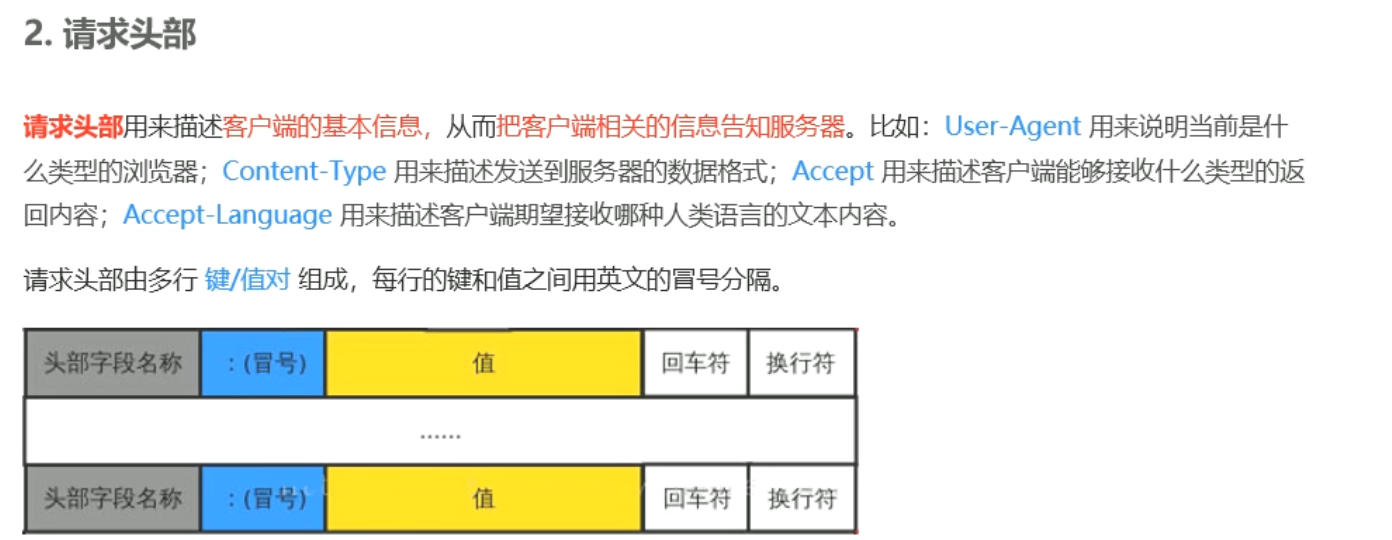 2. 请求头部
请求头部用来描述客户端的基本信息，从而把客户端相关的信息告知服务器。比如：User-Agent 用来说明当前是什
么类型的浏览器；Content-Type 用来描述发送到服务器的数据格式；Accept 用来描述客户端能够接收什么类型的返
回内容；Accept-Language 用来描述客户端期望接收哪种人类语言的文本内容。
请求头部由多行 键/值对 组成，每行的键和值之间用英文的冒号分隔。
头部字段名称 ：(冒号) 值 回车符 换行符
......
头部字段名称 ：(冒号) 值 回车符 换行符